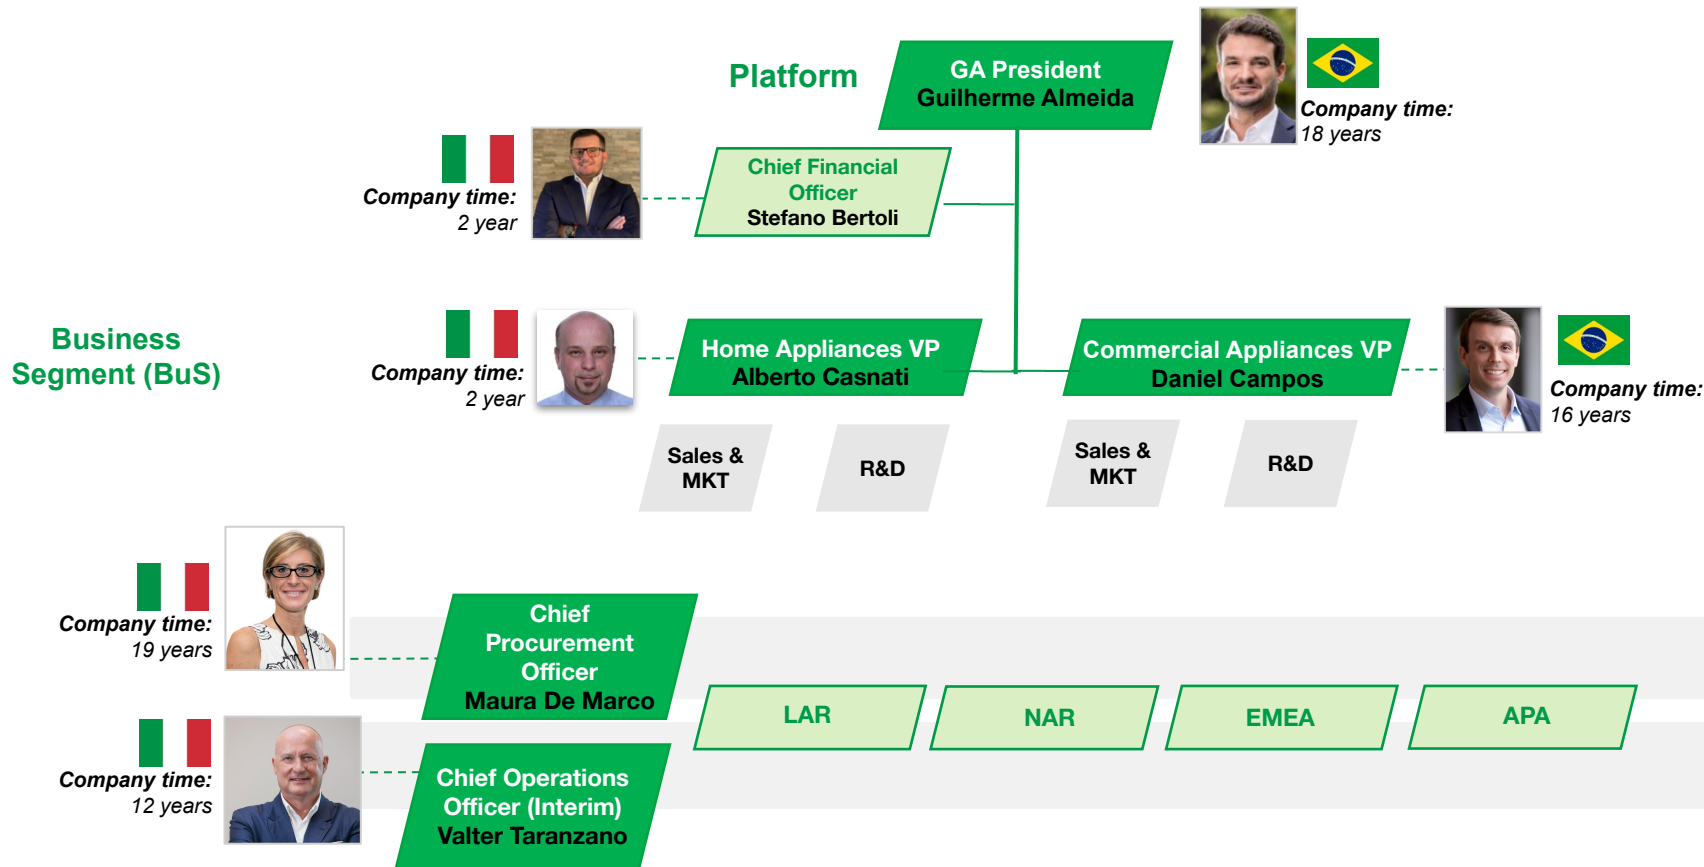 Platform
GA President
Guilherme Almeida
Company time:
18 years
Chief Financial
Officer
Stefano Bertoli
Company time:
2 year
Business
Segment (BuS)
Company time:
2 year
Home Appliances VP
Alberto Casnati
Commercial Appliances VP
Daniel Campos
Company time:
16 years
Sales &
MKT
R&D
Sales &
MKT
R&D
Company time:
19 years
Chief
Procurement
Officer
Maura De Marco
LAR
NAR
EMEA
APA
Company time:
12 years
Chief Operations
Officer (Interim)
Valter Taranzano